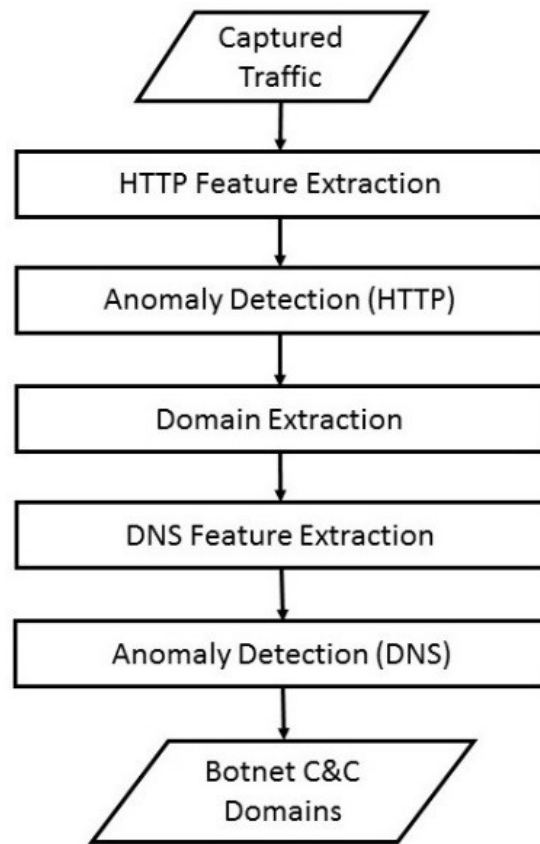 Captured
Traffic
HTTP Feature Extraction
Anomaly Detection (HTTP)
Domain Extraction
DNS Feature Extraction
Anomaly Detection (DNS)
Botnet C&C
Domains